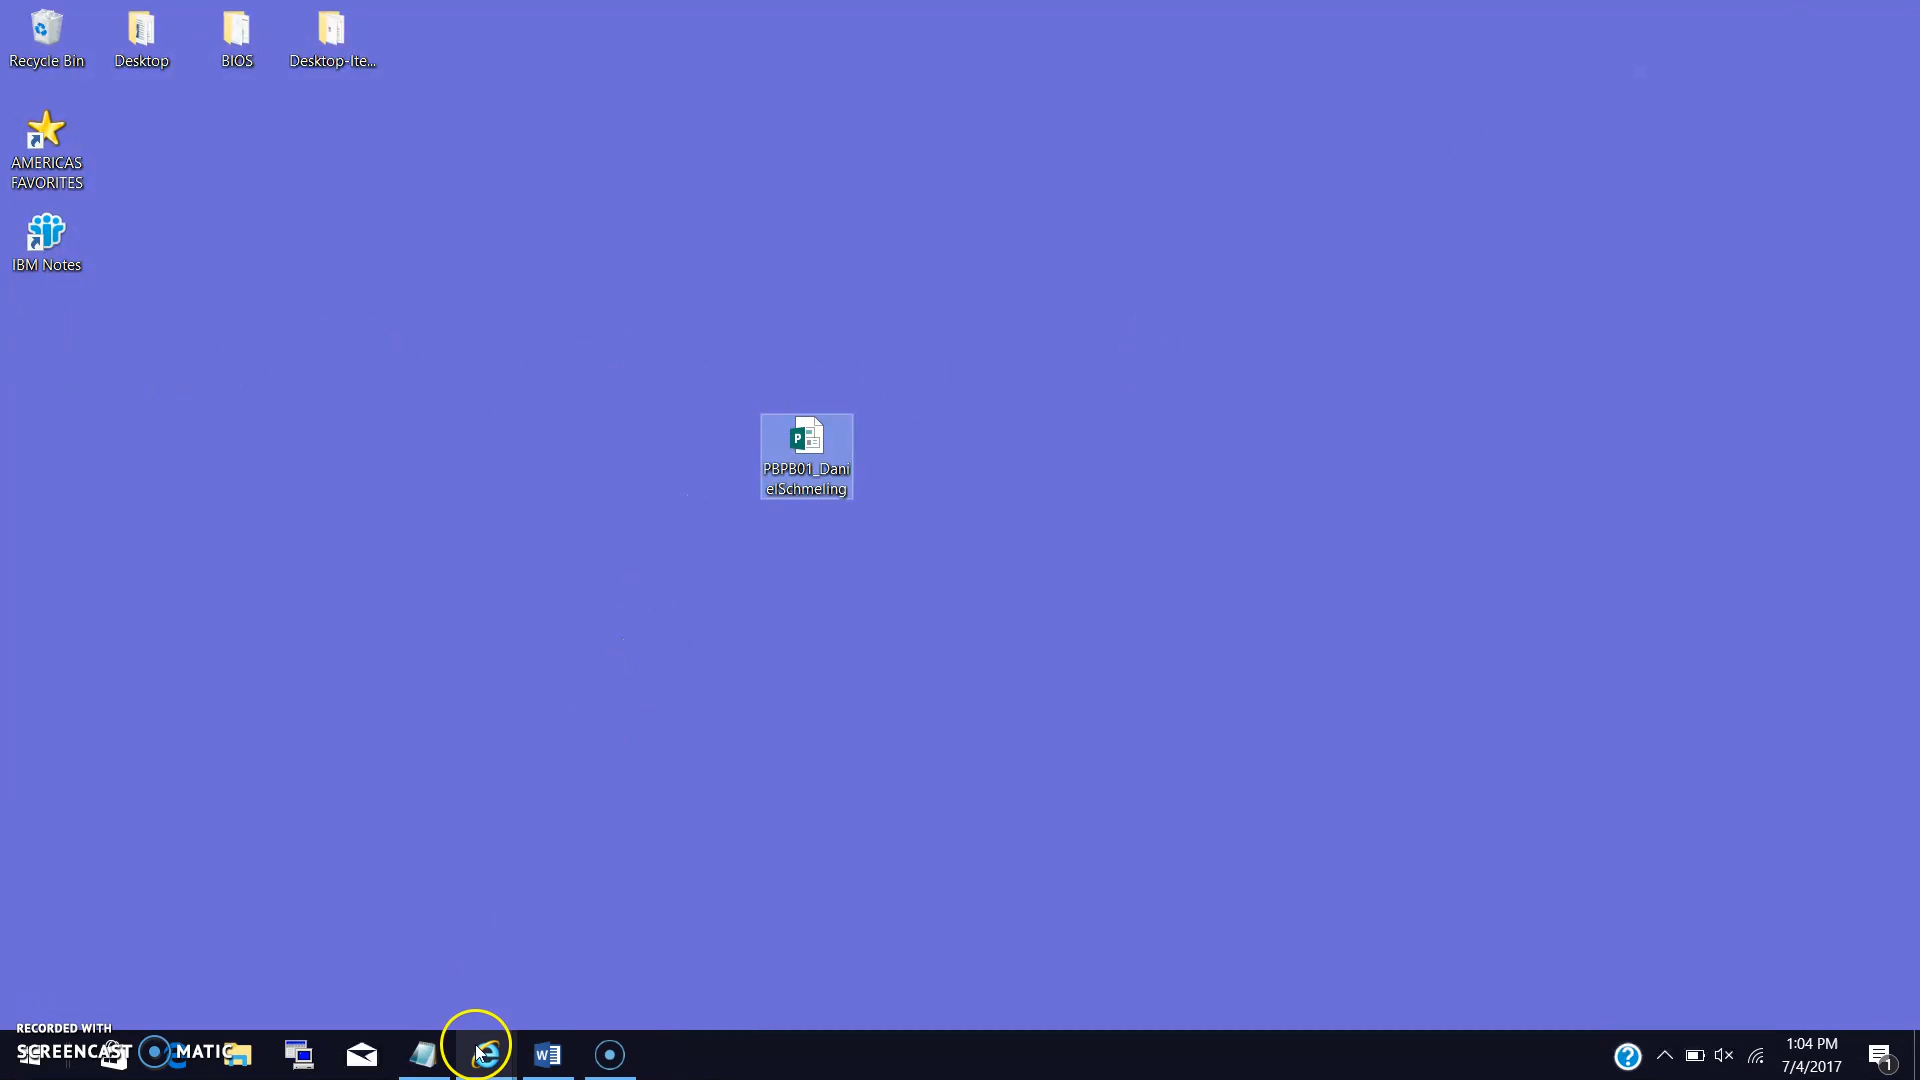 Recycle Bin
Desktop
BIOS
Desktop-Ite...
AMERICAS
FAVORITES
IBM Notes
PBPB01_Dani
elSchmeling
RECORDED WITH
SCREENCAST MATIC
1:04 PM
7/4/2017
1